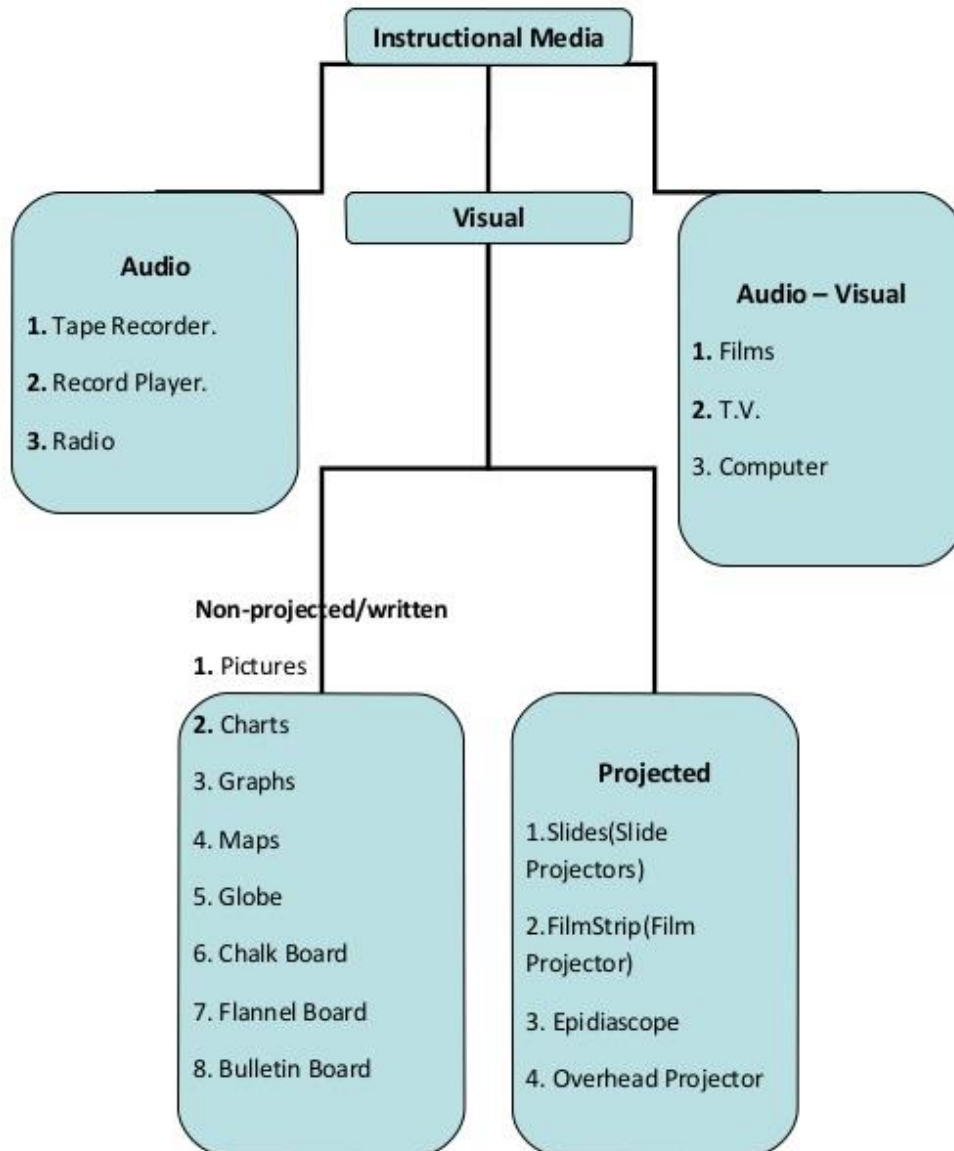 Instructional Media
Visual
Audio
1. Tape Recorder.
2. Record Player.
3. Radio
Audio – Visual
1. Films
2. T.V.
3. Computer
Non-projected/written
1. Pictures
2. Charts
3. Graphs
4. Maps
5. Globe
6. Chalk Board
7. Flannel Board
8. Bulletin Board
Projected
1.Slides(Slide
Projectors)
2.FilmStrip(Film
Projector)
3. Epidiascope
4. Overhead Projector